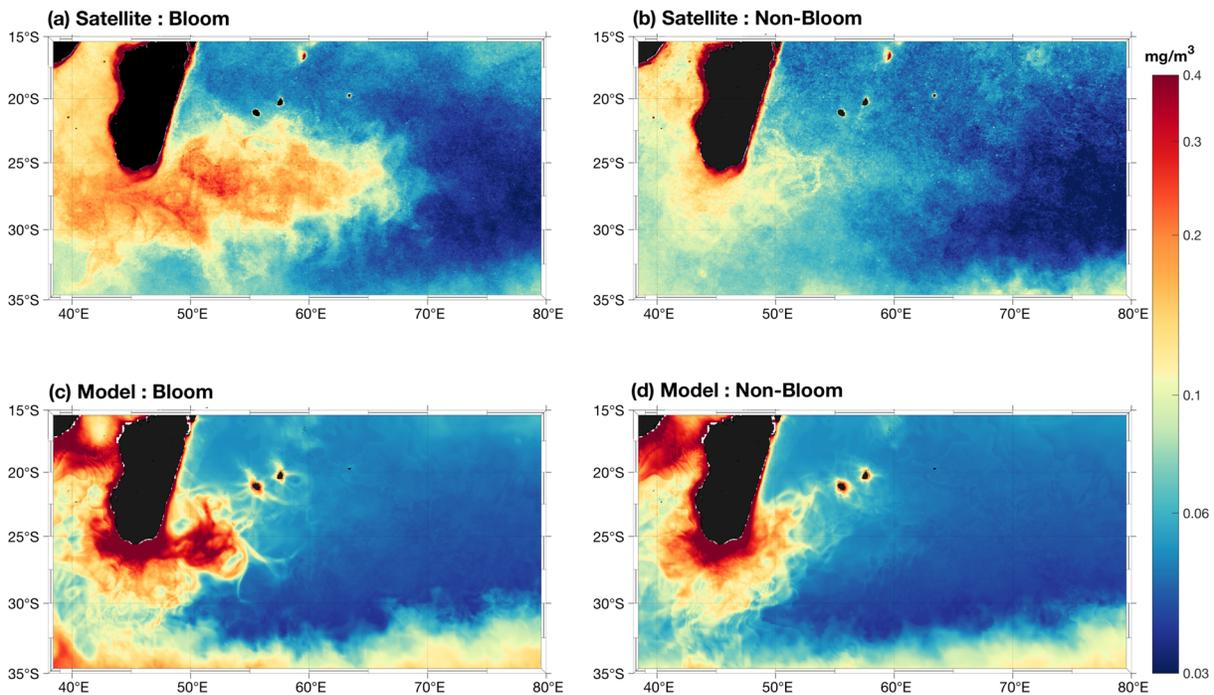 (a) Satellite : Bloom
(b) Satellite : Non-Bloom
15°S
20°S
25°S
30°S
35°S
40°E 50°E 60°E 70°E 80°E
15°S
20°S
25°S
30°S
35°S
40°E 50°E 60°E 70°E 80°E
mg/m³
0.4
0.3
0.2
0.1
0.06
0.03
(c) Model : Bloom
(d) Model : Non-Bloom
15°S
20°S
25°S
30°S
35°S
40°E 50°E 60°E 70°E 80°E
15°S
20°S
25°S
30°S
35°S
40°E 50°E 60°E 70°E 80°E